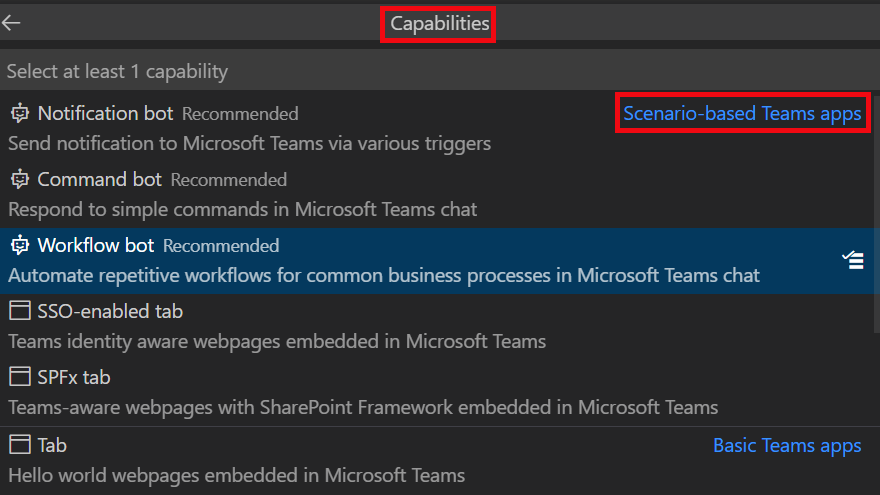 Capabilities
Select at least 1 capability
Notification bot Recommended Scenario-based Teams apps
Send notification to Microsoft Teams via various triggers
Command bot Recommended
Respond to simple commands in Microsoft Teams chat
Workflow bot Recommended
Automate repetitive workflows for common business processes in Microsoft Teams chat
SSO-enabled tab
Teams identity aware webpages embedded in Microsoft Teams
SPFx tab
Teams-aware webpages with SharePoint Framework embedded in Microsoft Teams
Tab Basic Teams apps
Hello world webpages embedded in Microsoft Teams